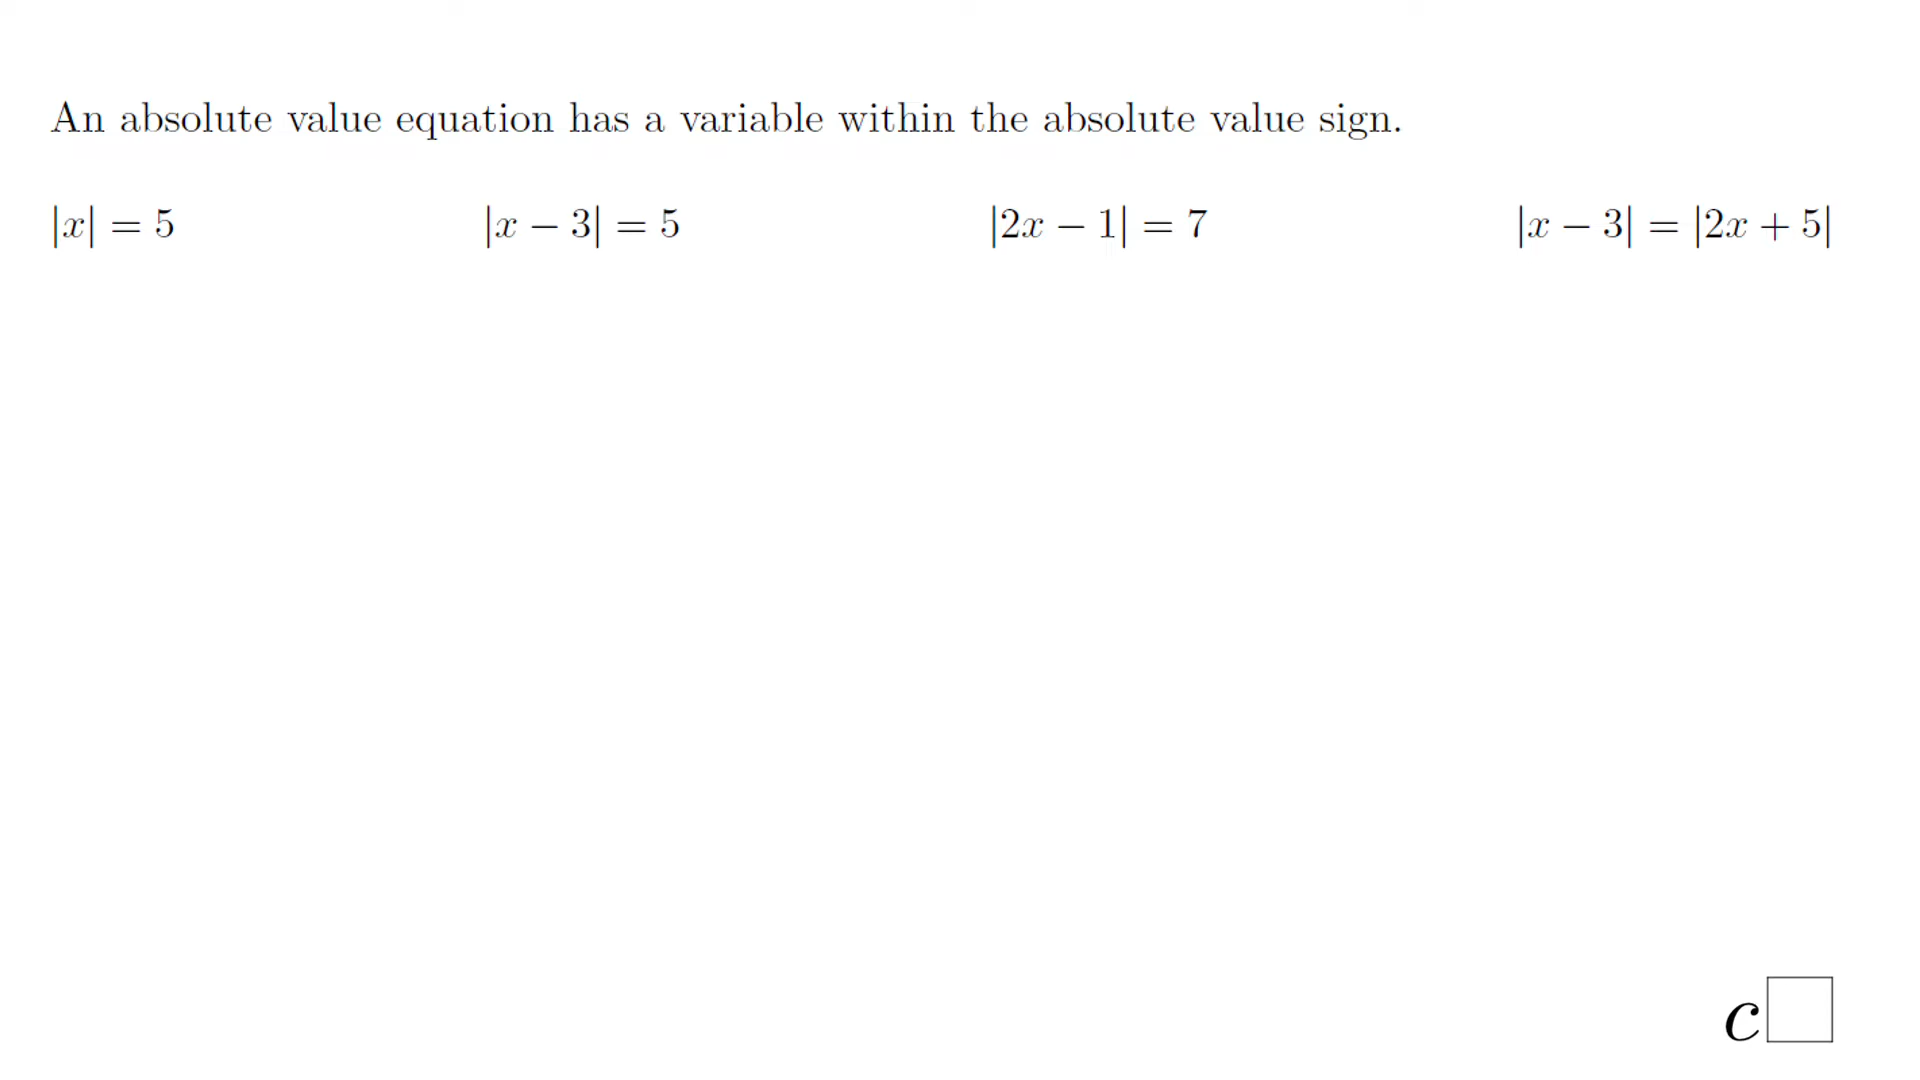 An absolute value equation has a variable within the absolute value sign.
|x| = 5 |x − 3| = 5 |2x − 1| = 7 |x − 3| = |2x + 5|
c